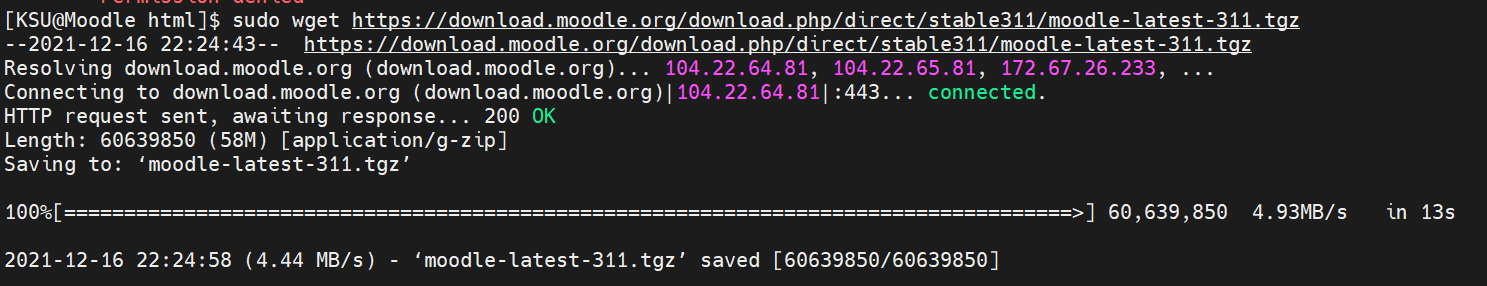 Permission denied
[KSU@Moodle html]$ sudo wget https://download.moodle.org/download.php/direct/stable311/moodle-latest-311.tgz
--2021-12-16 22:24:43--  https://download.moodle.org/download.php/direct/stable311/moodle-latest-311.tgz
Resolving download.moodle.org (download.moodle.org)... 104.22.64.81, 104.22.65.81, 172.67.26.233, ...
Connecting to download.moodle.org (download.moodle.org)|104.22.64.81|:443... connected.
HTTP request sent, awaiting response... 200 OK
Length: 60639850 (58M) [application/g-zip]
Saving to: ‘moodle-latest-311.tgz’
100%[====================================================================================>] 60,639,850  4.93MB/s   in 13s
2021-12-16 22:24:58 (4.44 MB/s) - ‘moodle-latest-311.tgz’ saved [60639850/60639850]